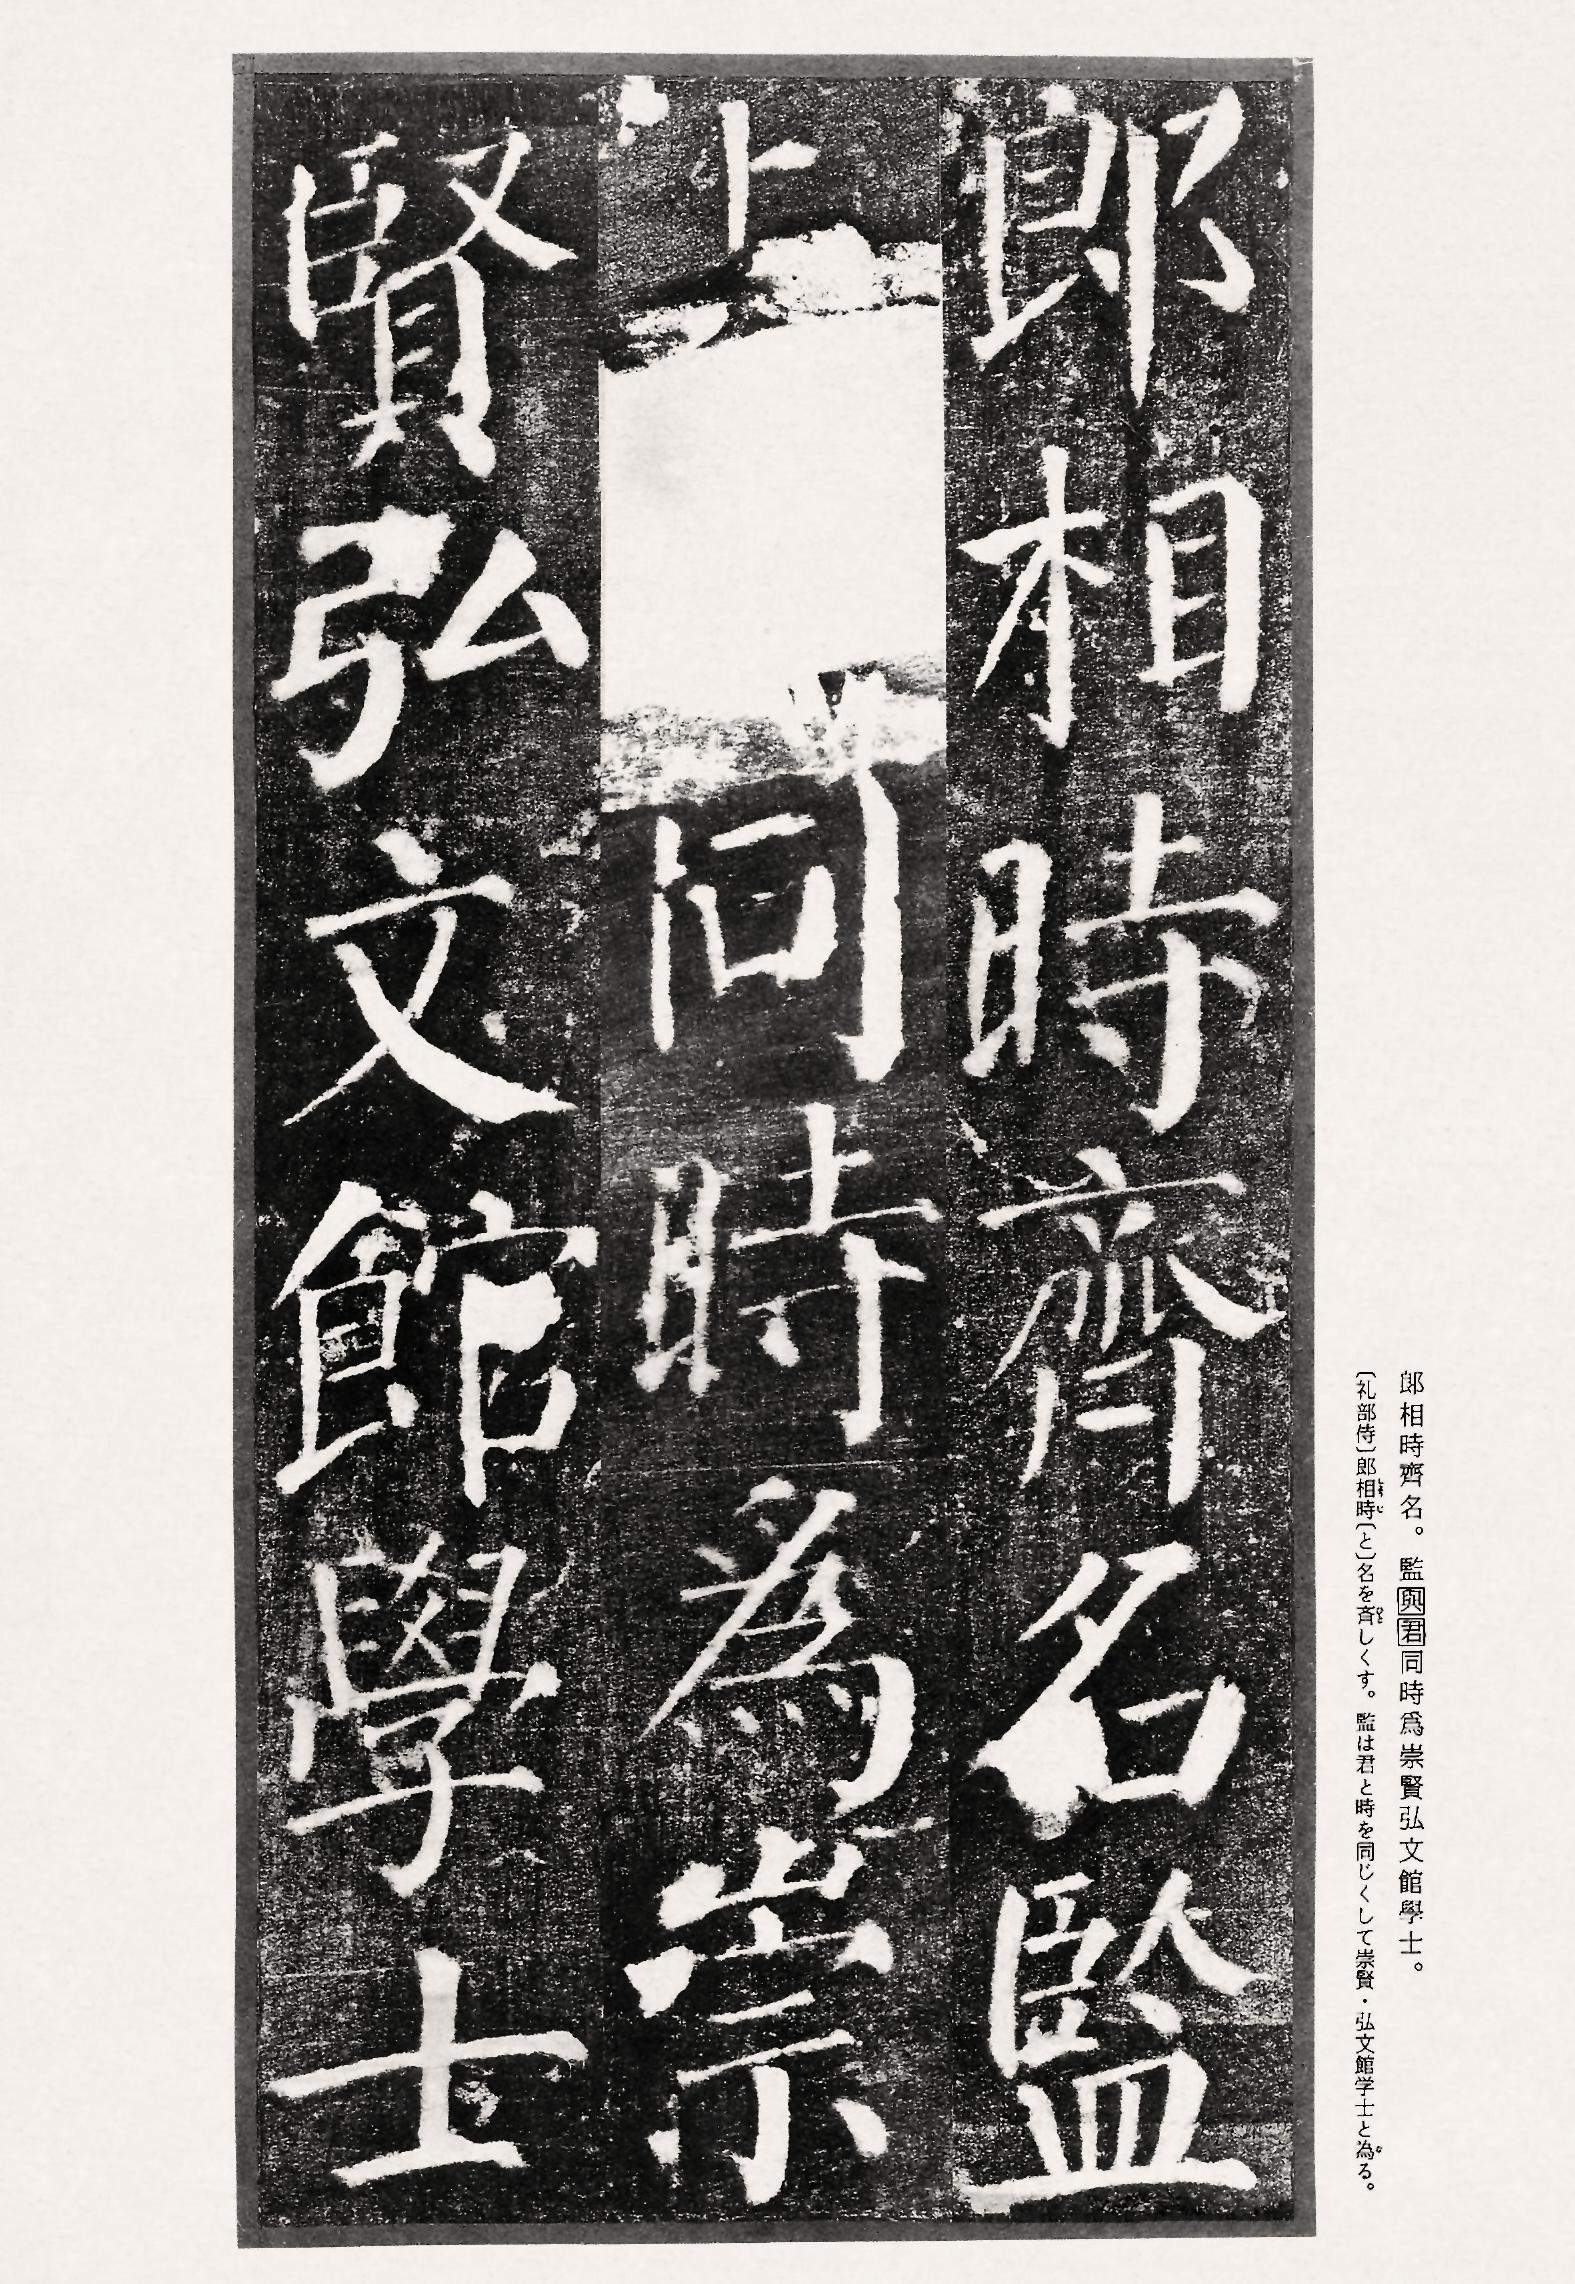 郎相時齊名。監與君同時爲崇賢弘文館學士。
〔礼部侍〕郎相時〔と〕名を斉しくす。監は君と時を同じくして崇賢・弘文館学士と為る。
郎相時齊名監
同時為崇
賢弘文館學士